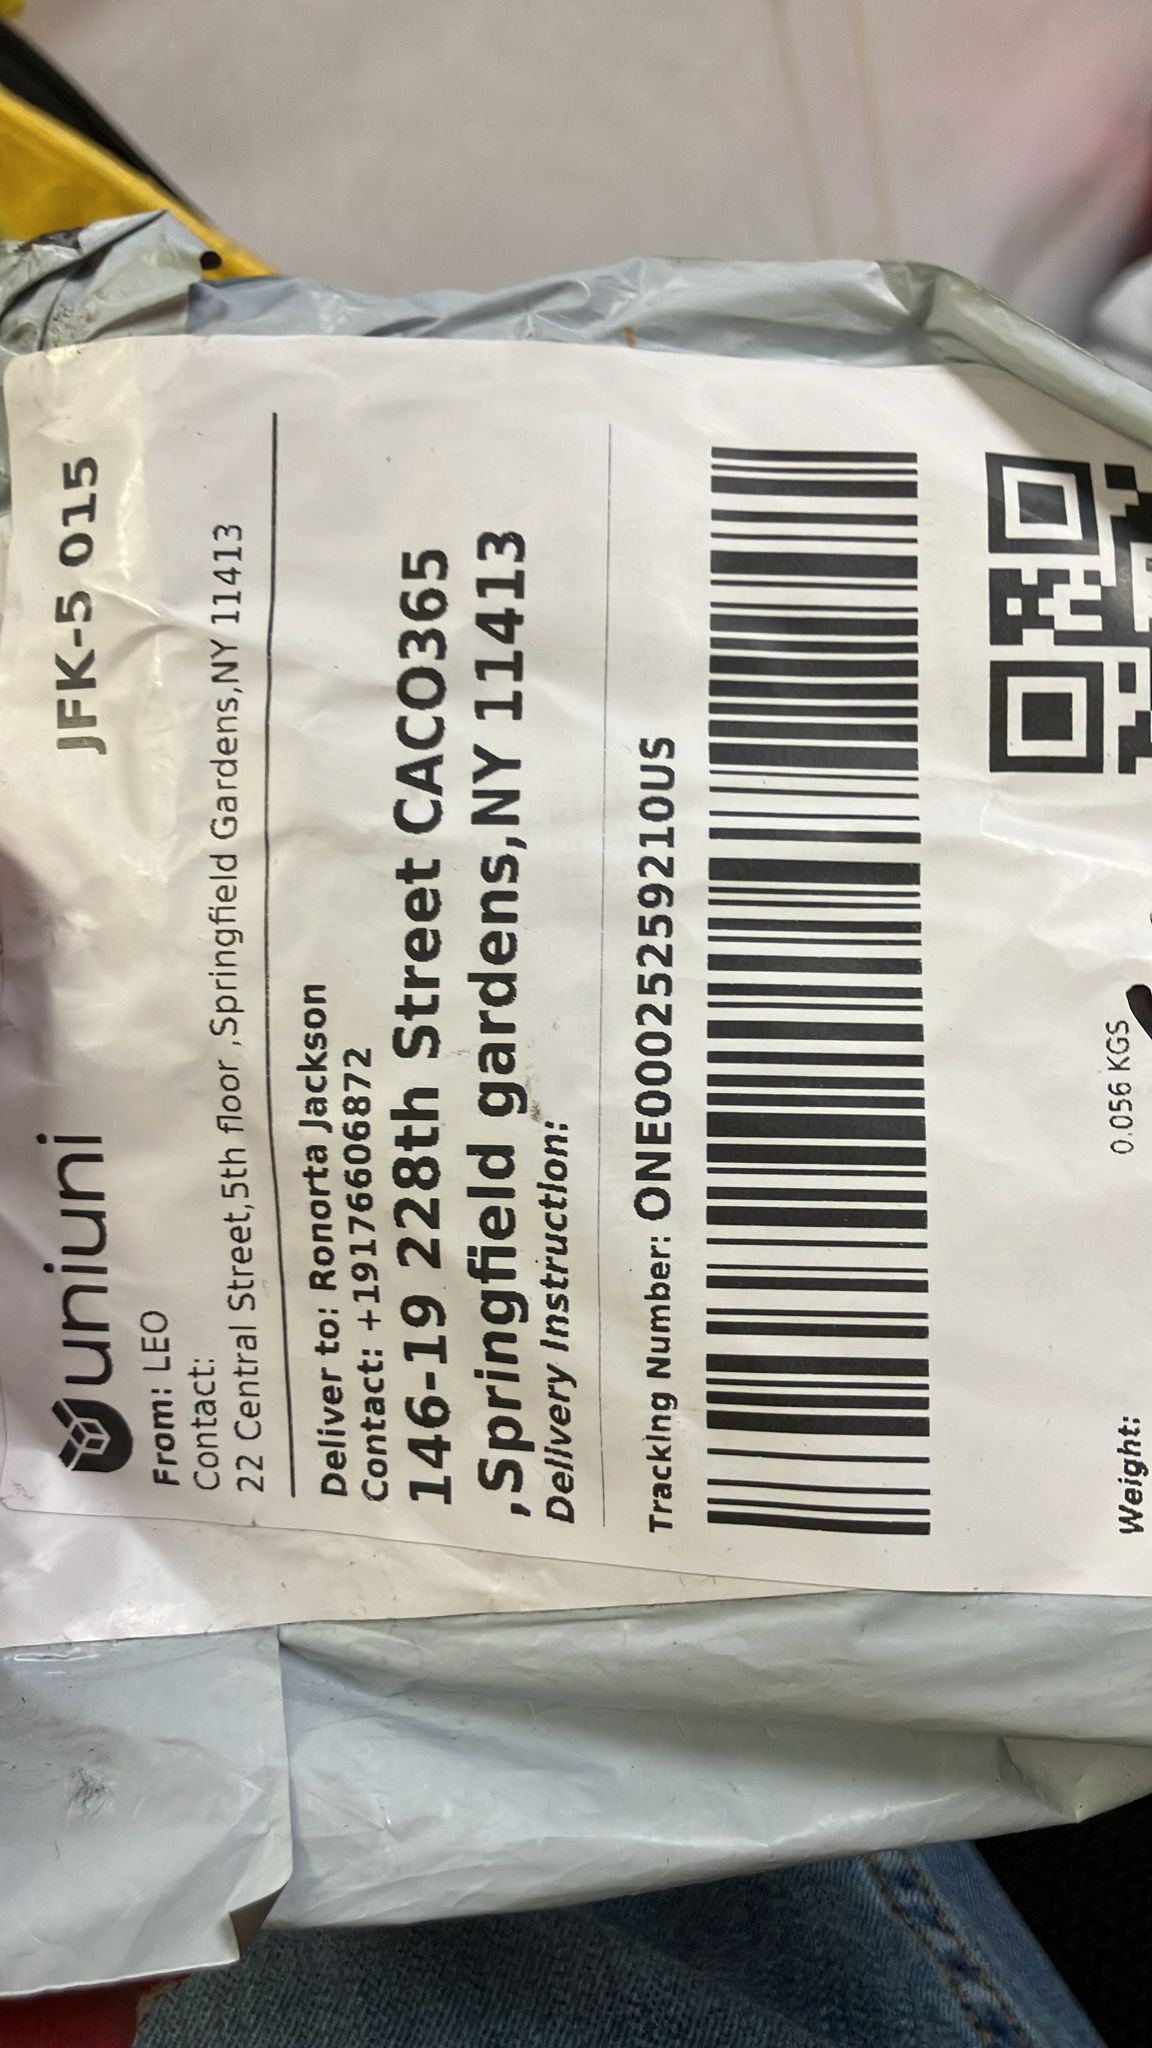 uniuni
JFK-5 015
From: LEO
Contact:
22 Central Street,5th floor ,Springfield Gardens,NY 11413
Deliver to: Ronorta Jackson
Contact: +19176606872
146-19 228th Street CACO365
,Springfield gardens,NY 11413
Delivery Instruction:
Tracking Number: ONE0002525921OUS
Weight: 0.056 KGS